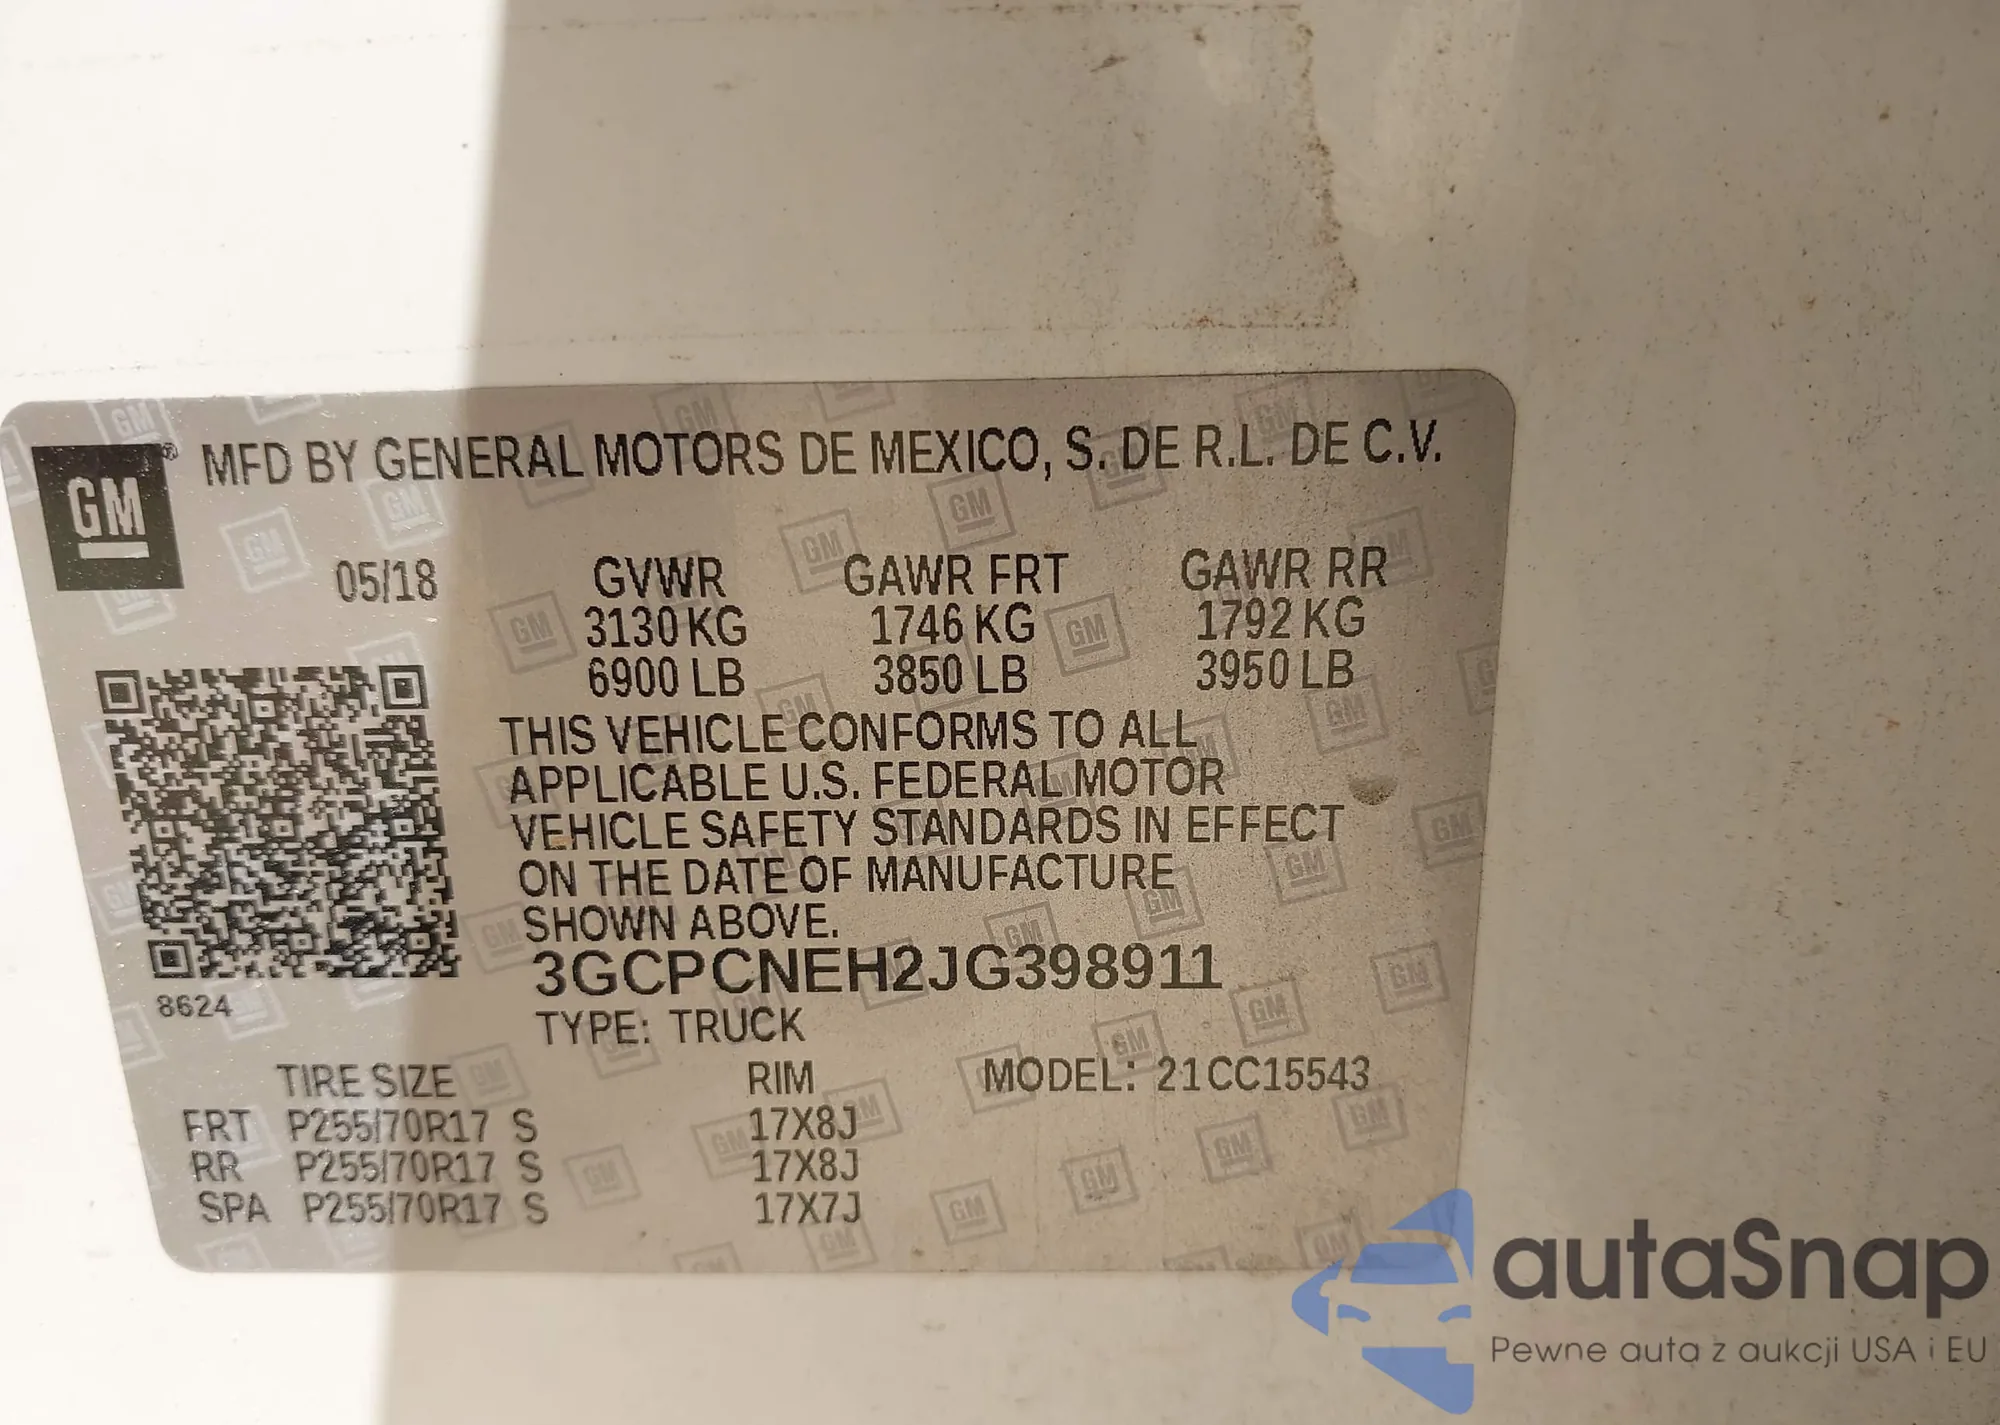 GM
MFD BY GENERAL MOTORS DE MEXICO, S. DE R.L. DE C.V.
05/18 GVWR GAWR FRT GAWR RR
3130 KG 1746 KG 1792 KG
6900 LB 3850 LB 3950 LB
THIS VEHICLE CONFORMS TO ALL
APPLICABLE U.S. FEDERAL MOTOR
VEHICLE SAFETY STANDARDS IN EFFECT
ON THE DATE OF MANUFACTURE
SHOWN ABOVE.
3GCPCNEH2JG398911
8624
TYPE: TRUCK
TIRE SIZE RIM MODEL: 21CC15543
FRT P255/70R17 S 17X8J
RR P255/70R17 S 17X8J
SPA P255/70R17 S 17X7J
autaSnap
Pewne auta z aukcji USA i EU